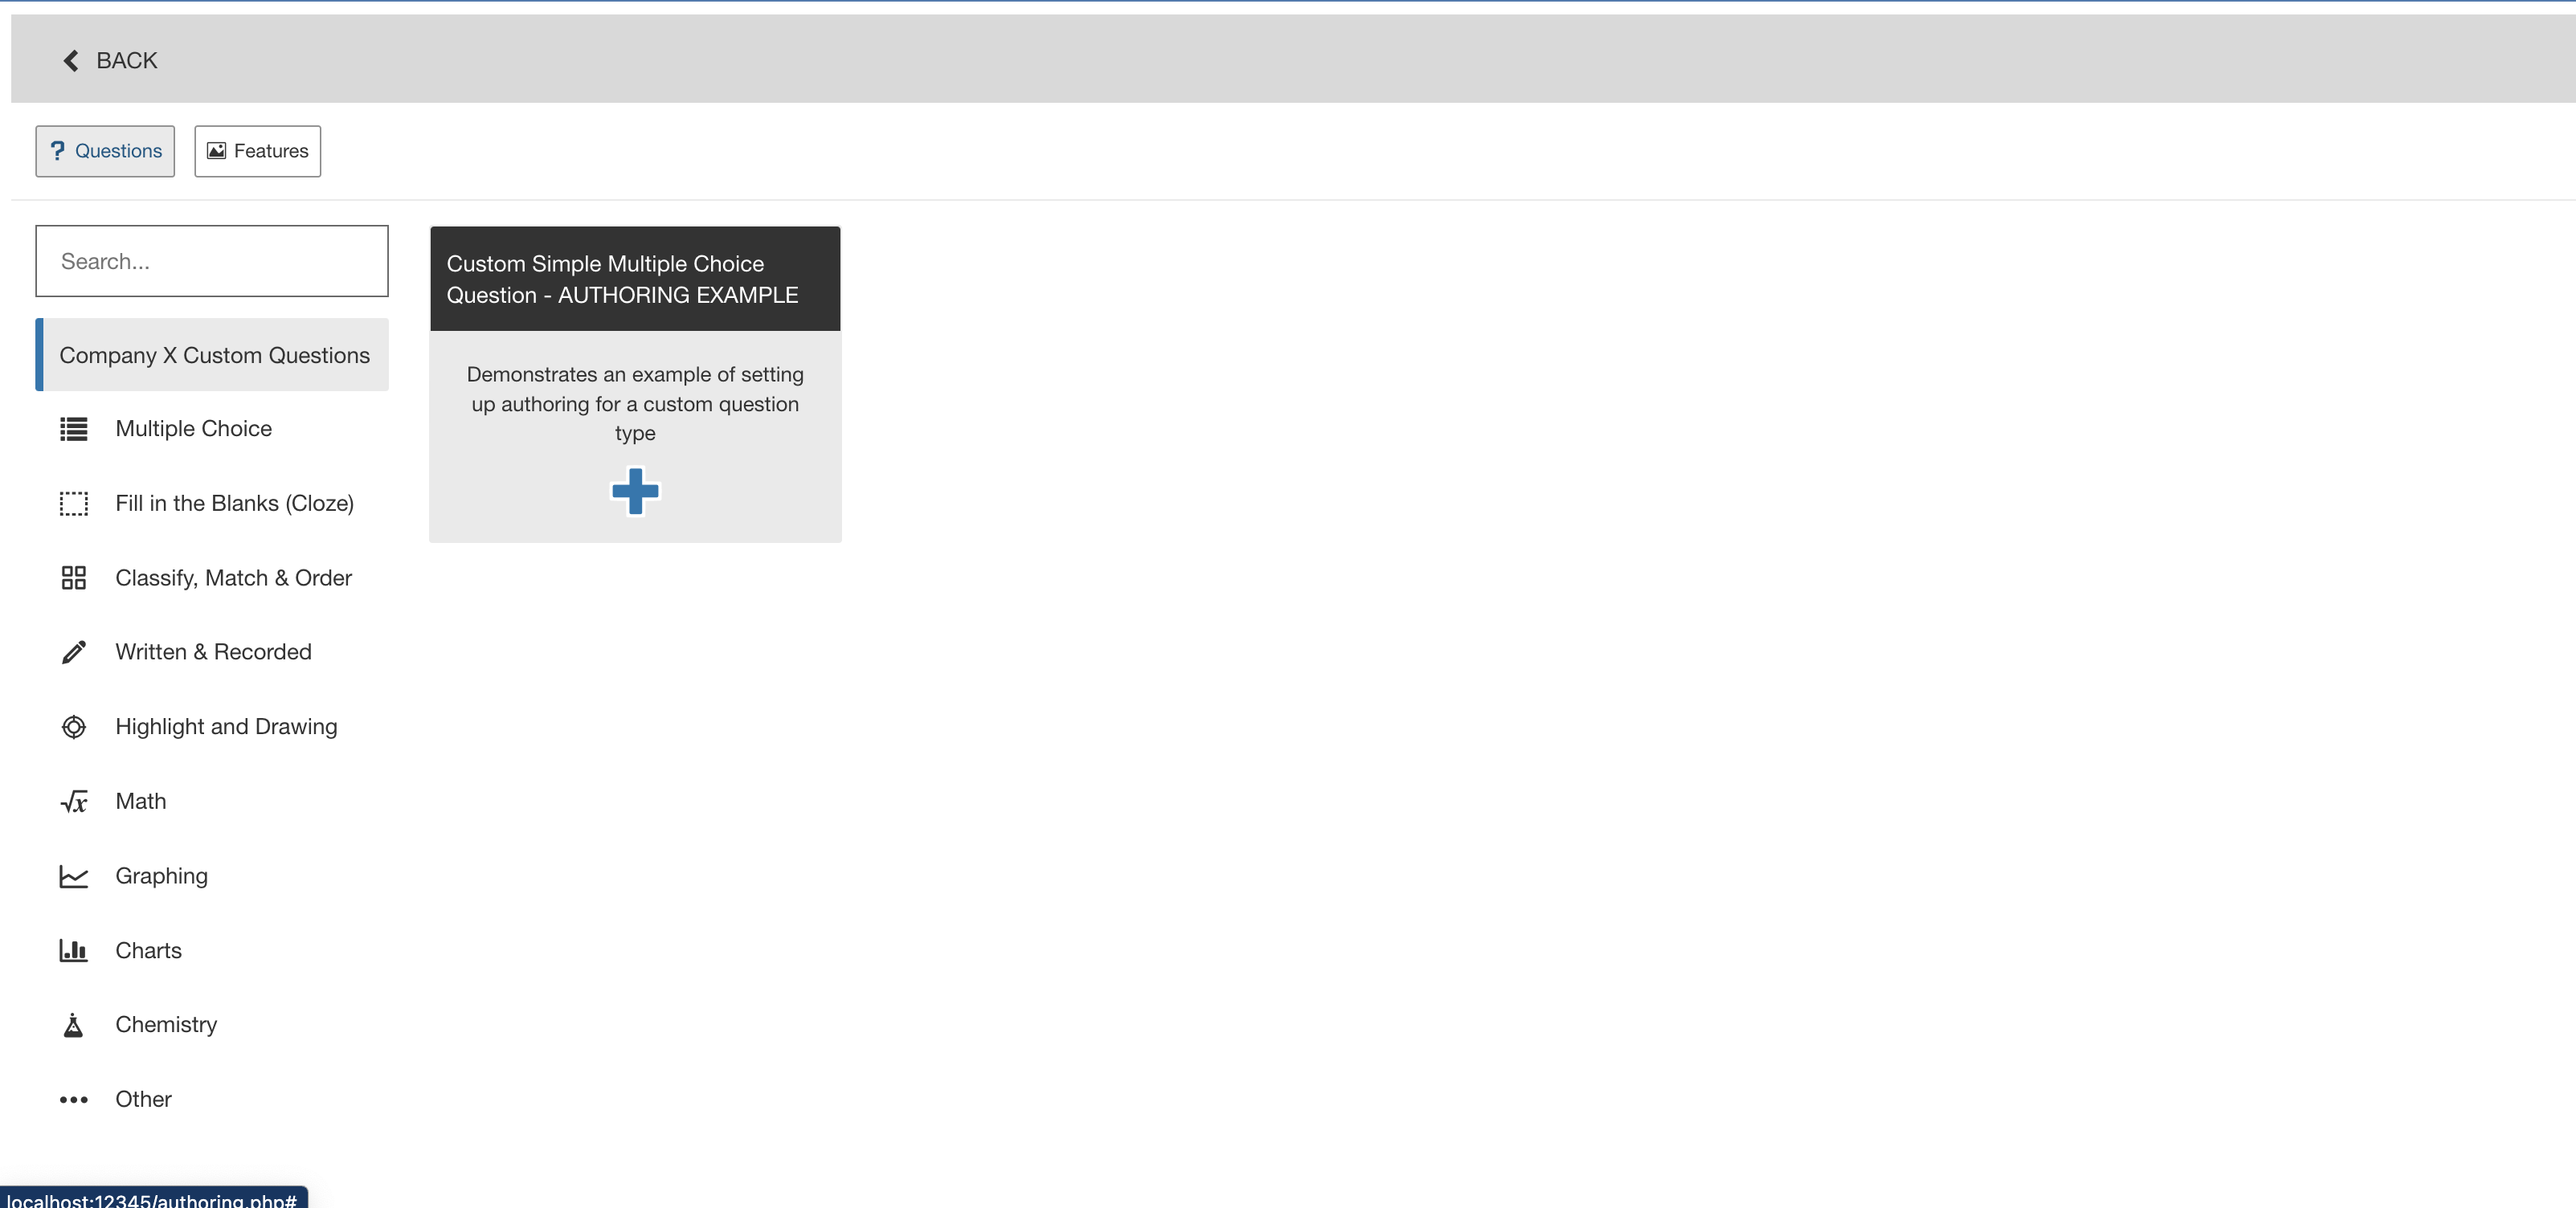 BACK
? Questions
Features
Search...
Company X Custom Questions
Multiple Choice
Fill in the Blanks (Cloze)
Classify, Match & Order
Written & Recorded
Highlight and Drawing
√x Math
Graphing
Charts
Chemistry
Other
Custom Simple Multiple Choice
Question - AUTHORING EXAMPLE
Demonstrates an example of setting
up authoring for a custom question
type
localhost:12345/authoring.php#